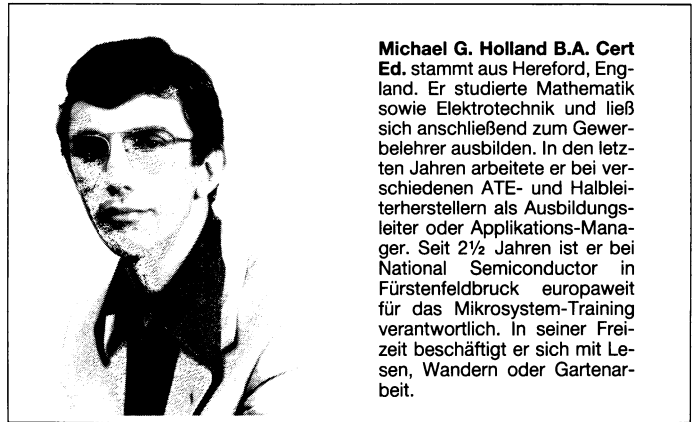 Michael G. Holland B.A. Cert
Ed. stammt aus Hereford, Eng-
land. Er studierte Mathematik
sowie Elektrotechnik und ließ
sich anschließend zum Gewer-
belehrer ausbilden. In den letz-
ten Jahren arbeitete er bei ver-
schiedenen ATE- und Halblei-
terherstellern als Ausbildungs-
leiter oder Applikations-Mana-
ger. Seit 2½ Jahren ist er bei
National Semiconductor in
Fürstenfeldbruck europaweit
für das Mikrosystem-Training
verantwortlich. In seiner Frei-
zeit beschäftigt er sich mit Le-
sen, Wandern oder Gartenar-
beit.